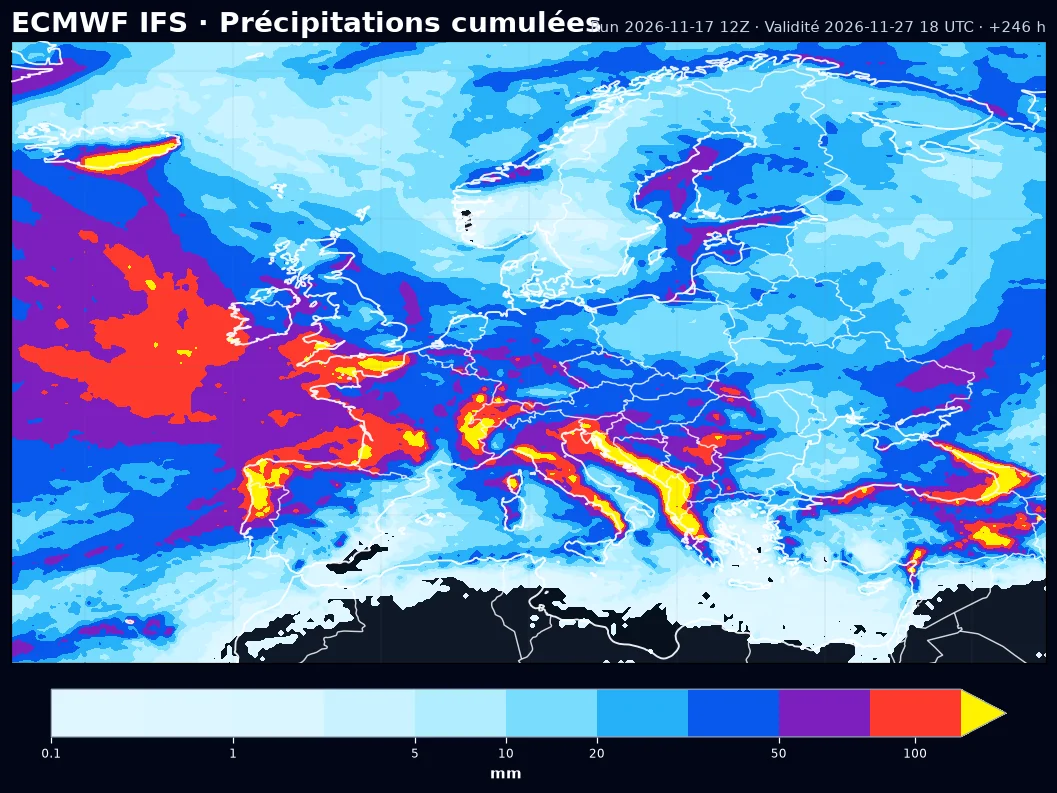 ECMWF IFS · Précipitations cumulées
Run 2026-11-17 12Z · Validité 2026-11-27 18 UTC · +246 h
0.1 1 5 10 20 50 100
mm